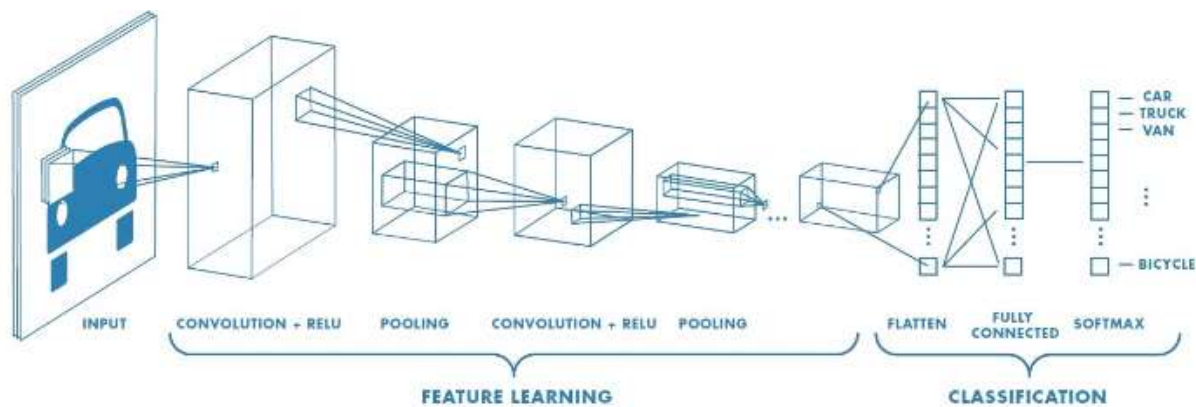 CAR
TRUCK
VAN
BICYCLE
INPUT
CONVOLUTION + RELU
POOLING
CONVOLUTION + RELU
POOLING
FLATTEN
FULLY
CONNECTED
SOFTMAX
FEATURE LEARNING
CLASSIFICATION